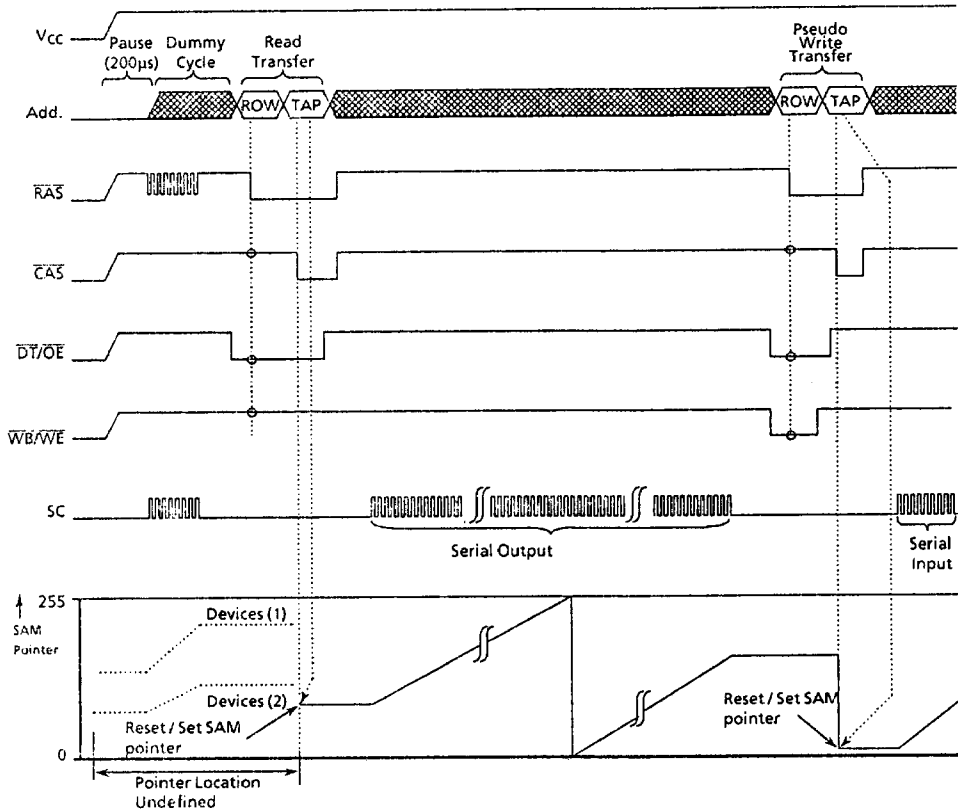 VCC
Pause
(200μs)
Dummy
Cycle
Read
Transfer
Pseudo
Write
Transfer
Add.
ROW
TAP
ROW
TAP
RAS
CAS
DT/OE
WB/WE
SC
Serial Output
Serial
Input
255
SAM
Pointer
Devices (1)
Devices (2)
Reset / Set SAM
pointer
Reset / Set SAM
pointer
0
Pointer Location
Undefined